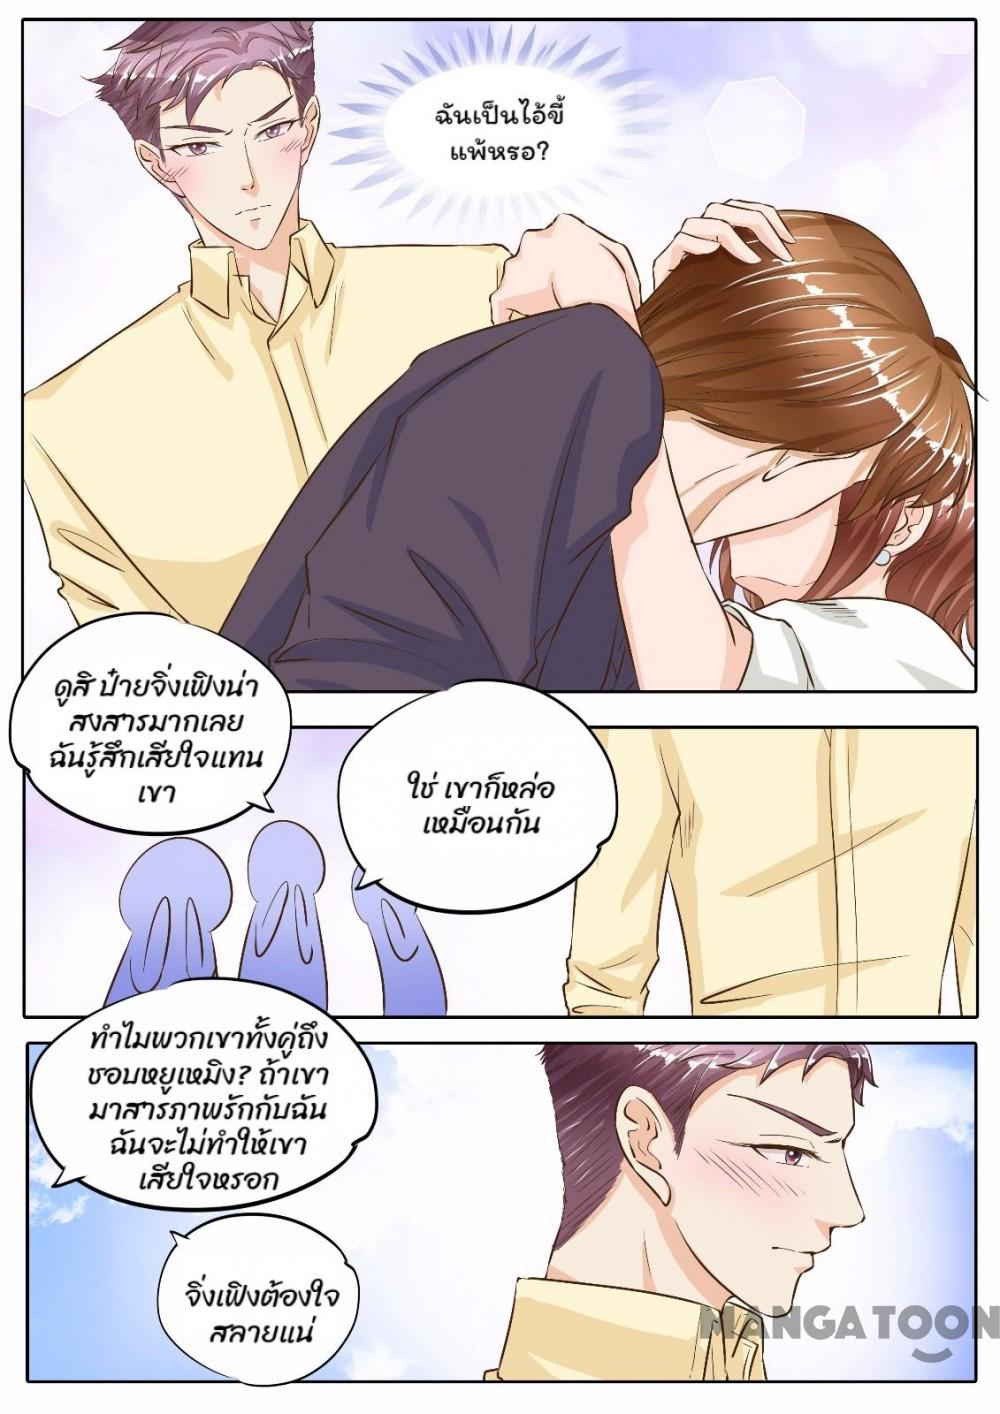 ฉันเป็นไอ้ขี้
แพ้หรอ?
ดูสิ ป๋ายจิ่งเฟิงน่า
สงสารมากเลย
ฉันรู้สึกเสียใจแทน
เขา
ใช่ เขาก็หล่อ
เหมือนกัน
ทำไมพวกเขาทั้งคู่ถึง
ชอบหยูเหมิง? ถ้าเขา
มาสารภาพรักกับฉัน
ฉันจะไม่ทำให้เขา
เสียใจหรอก
จิ่งเฟิงต้องใจ
สลายแน่
MANGATOON